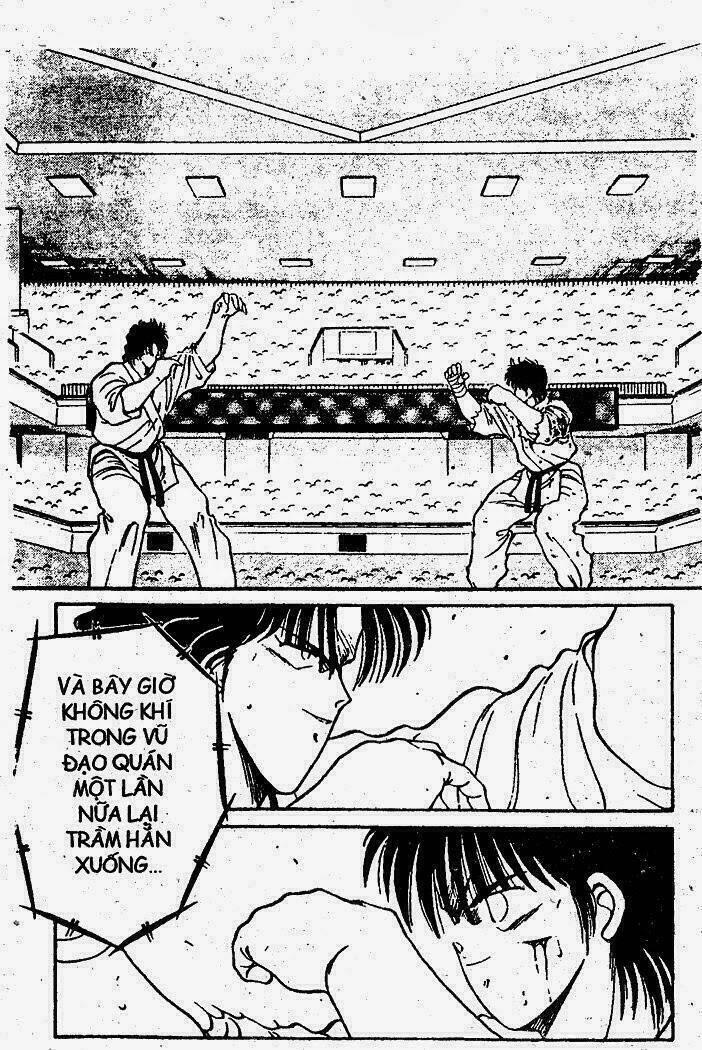 VÀ BÂY GIỜ
KHÔNG KHÍ
TRONG VŨ
ĐẠO QUÁN
MỘT LẦN
NỮA LẠI
TRẦM HẲN
XUỐNG...